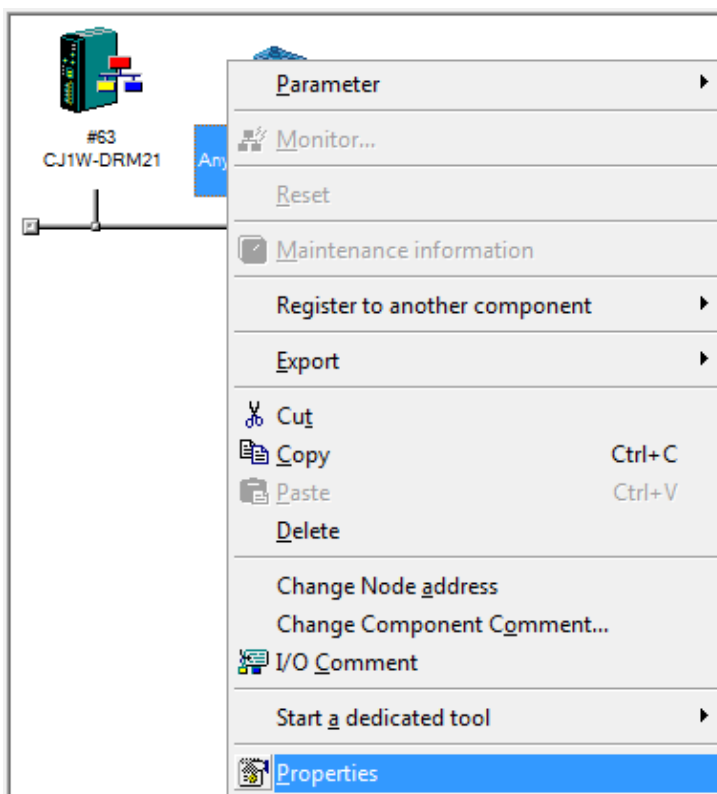 #63
CJ1W-DRM21
Any
Parameter
Monitor...
Reset
Maintenance information
Register to another component
Export
Cut
Copy Ctrl+C
Paste Ctrl+V
Delete
Change Node address
Change Component Comment...
I/O Comment
Start a dedicated tool
Properties